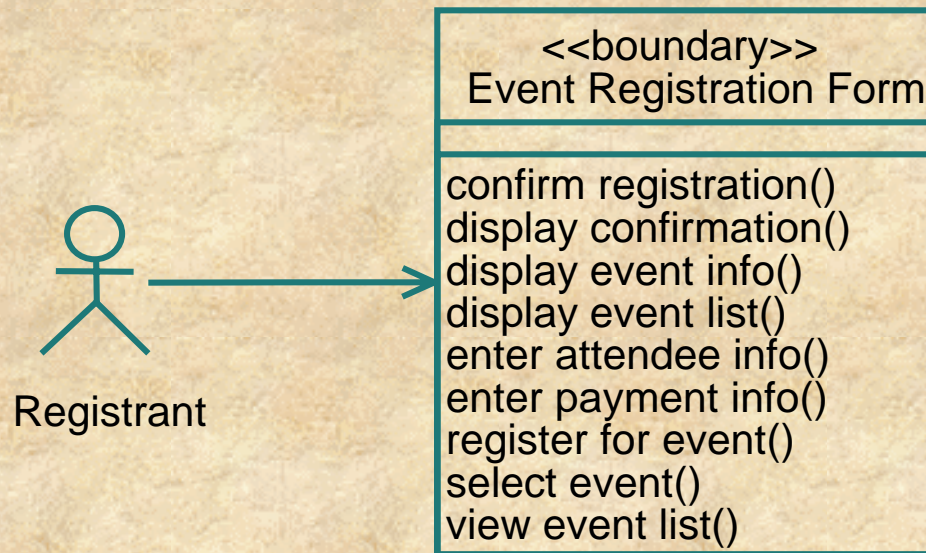 <<boundary>>
Event Registration Form
confirm registration()
display confirmation()
display event info()
display event list()
enter attendee info()
enter payment info()
register for event()
select event()
view event list()
Registrant